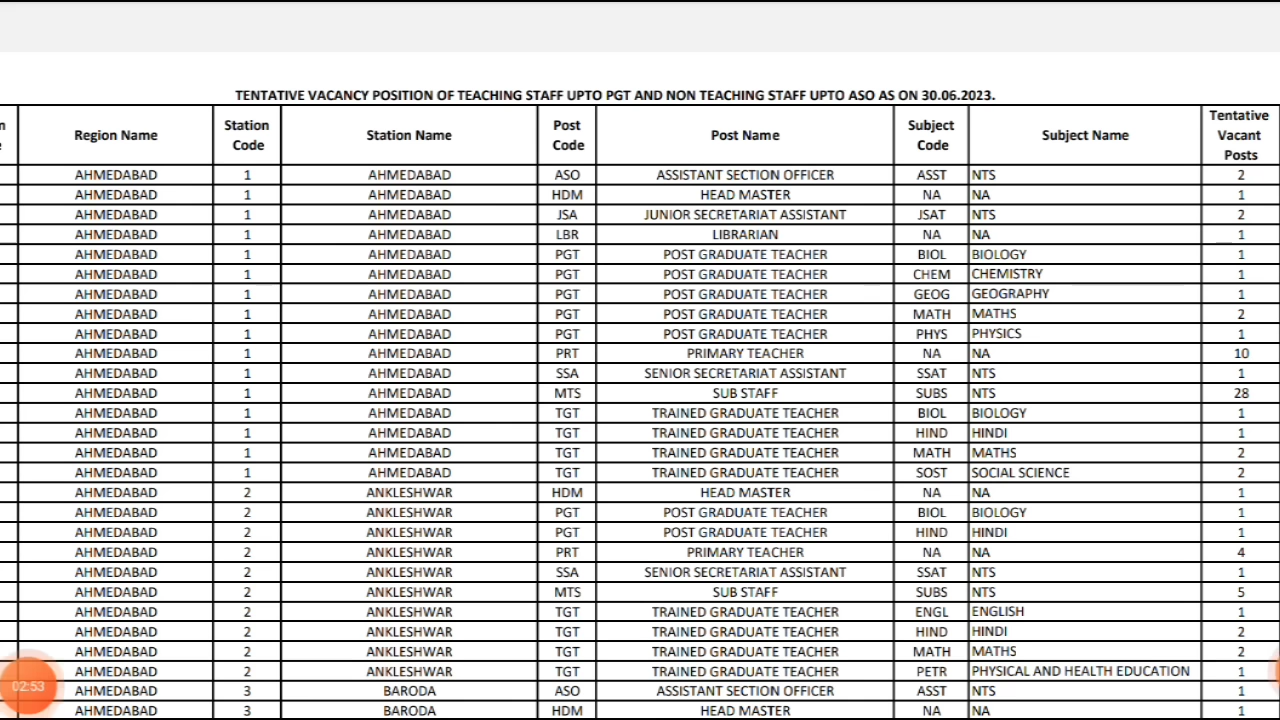 TENTATIVE VACANCY POSITION OF TEACHING STAFF UPTO PGT AND NON TEACHING STAFF UPTO ASO AS ON 30.06.2023.
Region Name Station Code Station Name Post Code Post Name Subject Code Subject Name Tentative Vacant Posts
AHMEDABAD 1 AHMEDABAD ASO ASSISTANT SECTION OFFICER ASST NTS 2
AHMEDABAD 1 AHMEDABAD HDM HEAD MASTER NA NA 1
AHMEDABAD 1 AHMEDABAD JSA JUNIOR SECRETARIAT ASSISTANT JSAT NTS 2
AHMEDABAD 1 AHMEDABAD LBR LIBRARIAN NA NA 1
AHMEDABAD 1 AHMEDABAD PGT POST GRADUATE TEACHER BIOL BIOLOGY 1
AHMEDABAD 1 AHMEDABAD PGT POST GRADUATE TEACHER CHEM CHEMISTRY 1
AHMEDABAD 1 AHMEDABAD PGT POST GRADUATE TEACHER GEOG GEOGRAPHY 1
AHMEDABAD 1 AHMEDABAD PGT POST GRADUATE TEACHER MATH MATHS 2
AHMEDABAD 1 AHMEDABAD PGT POST GRADUATE TEACHER PHYS PHYSICS 1
AHMEDABAD 1 AHMEDABAD PRT PRIMARY TEACHER NA NA 10
AHMEDABAD 1 AHMEDABAD SSA SENIOR SECRETARIAT ASSISTANT SSAT NTS 1
AHMEDABAD 1 AHMEDABAD MTS SUB STAFF SUBS NTS 28
AHMEDABAD 1 AHMEDABAD TGT TRAINED GRADUATE TEACHER BIOL BIOLOGY 1
AHMEDABAD 1 AHMEDABAD TGT TRAINED GRADUATE TEACHER HIND HINDI 1
AHMEDABAD 1 AHMEDABAD TGT TRAINED GRADUATE TEACHER MATH MATHS 2
AHMEDABAD 1 AHMEDABAD TGT TRAINED GRADUATE TEACHER SOST SOCIAL SCIENCE 2
AHMEDABAD 2 ANKLESHWAR HDM HEAD MASTER NA NA 1
AHMEDABAD 2 ANKLESHWAR PGT POST GRADUATE TEACHER BIOL BIOLOGY 1
AHMEDABAD 2 ANKLESHWAR PGT POST GRADUATE TEACHER HIND HINDI 1
AHMEDABAD 2 ANKLESHWAR PRT PRIMARY TEACHER NA NA 4
AHMEDABAD 2 ANKLESHWAR SSA SENIOR SECRETARIAT ASSISTANT SSAT NTS 1
AHMEDABAD 2 ANKLESHWAR MTS SUB STAFF SUBS NTS 5
AHMEDABAD 2 ANKLESHWAR TGT TRAINED GRADUATE TEACHER ENGL ENGLISH 1
AHMEDABAD 2 ANKLESHWAR TGT TRAINED GRADUATE TEACHER HIND HINDI 2
AHMEDABAD 2 ANKLESHWAR TGT TRAINED GRADUATE TEACHER MATH MATHS 2
AHMEDABAD 2 ANKLESHWAR TGT TRAINED GRADUATE TEACHER PETR PHYSICAL AND HEALTH EDUCATION 1
02:53
AHMEDABAD 3 BARODA ASO ASSISTANT SECTION OFFICER ASST NTS 1
AHMEDABAD 3 BARODA HDM HEAD MASTER NA NA 1